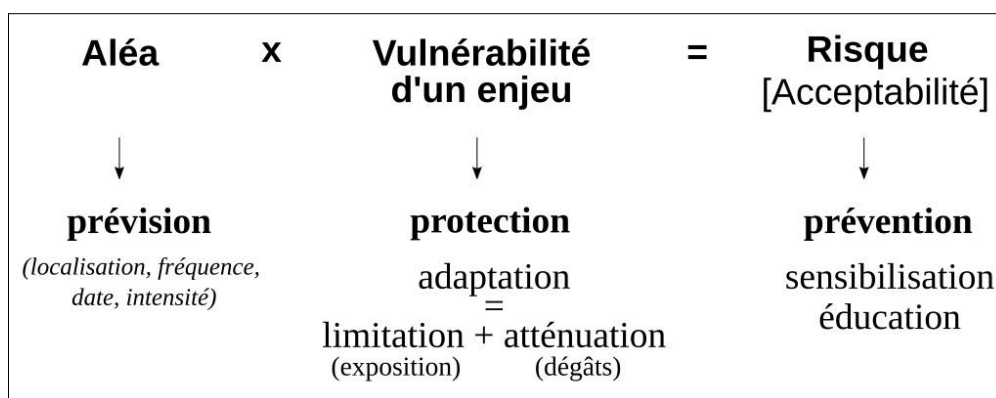 Aléa x Vulnérabilité = Risque
d'un enjeu [Acceptabilité]
prévision protection prévention
(localisation, fréquence,
date, intensité)
adaptation
=
limitation + atténuation
(exposition) (dégâts)
sensibilisation
éducation